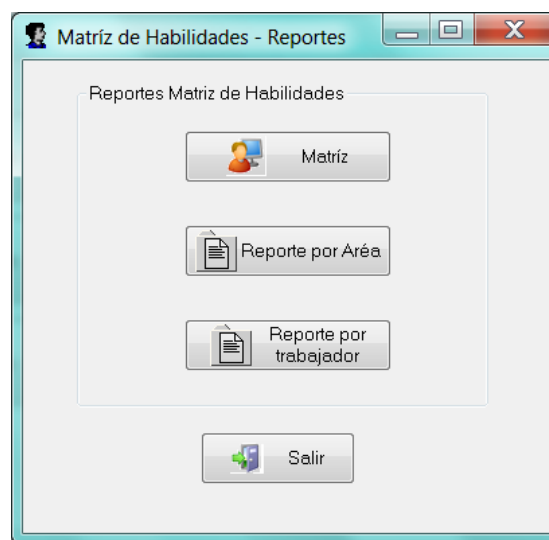 Matríz de Habilidades - Reportes
Reportes Matriz de Habilidades
Matríz
Reporte por Aréa
Reporte por
trabajador
Salir